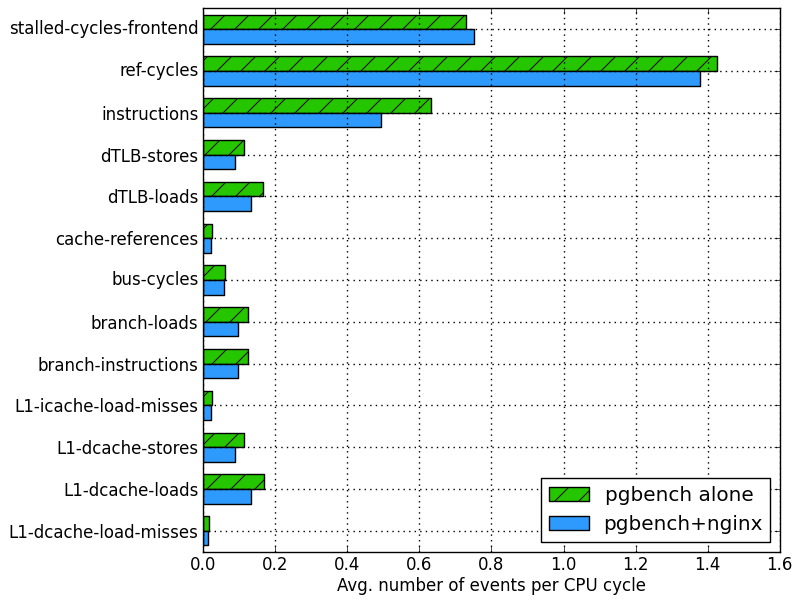 stalled-cycles-frontend
ref-cycles
instructions
dTLB-stores
dTLB-loads
cache-references
bus-cycles
branch-loads
branch-instructions
L1-icache-load-misses
L1-dcache-stores
L1-dcache-loads
L1-dcache-load-misses
pgbench alone
pgbench+nginx
0.0 0.2 0.4 0.6 0.8 1.0 1.2 1.4 1.6
Avg. number of events per CPU cycle